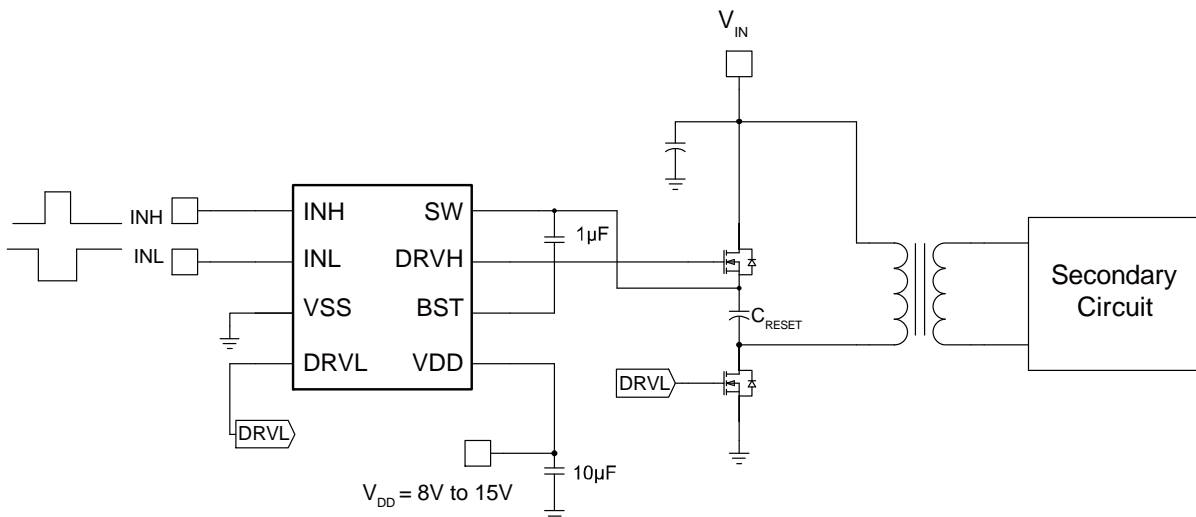 V_IN
INH
INH
SW
1µF
INL
INL
DRVH
VSS
BST
C_RESET
DRVL
VDD
DRVL
DRVL
10µF
V_DD = 8V to 15V
Secondary
Circuit